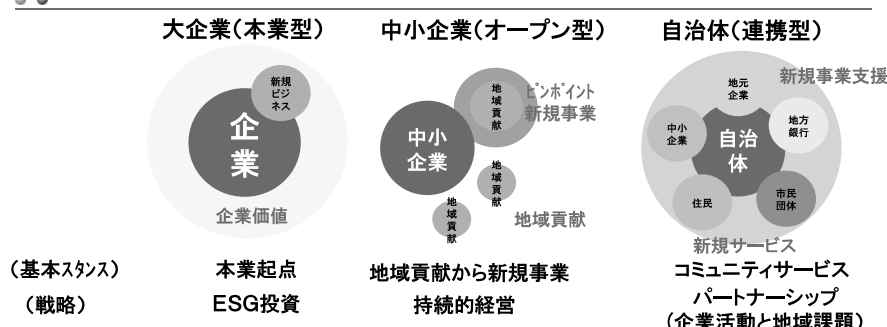 大企業(本業型)
新規
ビジ
ネス
企
業
企業価値
中小企業(オープン型)
地
域
貢
献
ピンポイント
新規事業
中小
企業
地
域
貢
献
地
域
貢
献
地域貢献
自治体(連携型)
地元
企業
新規事業支援
中小
企業
自治
体
地方
銀行
住民
市民
団体
新規サービス
(基本スタンス)
本業起点
地域貢献から新規事業
コミュニティサービス
(戦略)
ESG投資
持続的経営
パートナーシップ
(企業活動と地域課題)